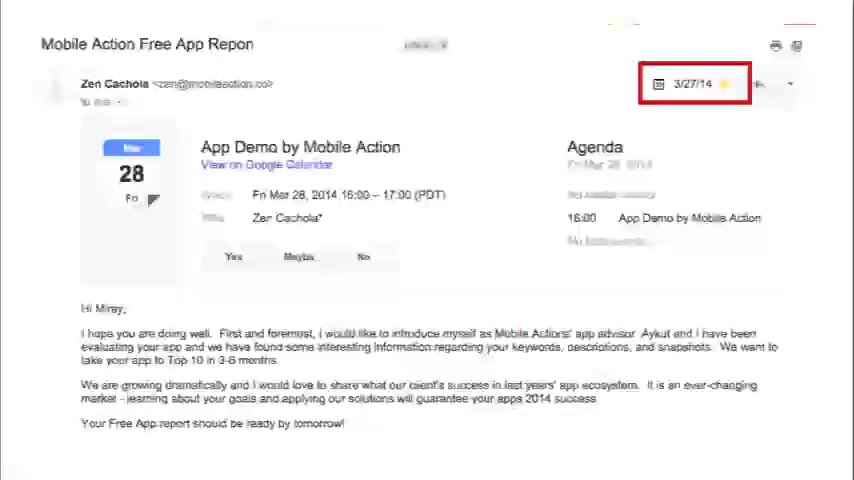 Mobile Action Free App Repon
Zen Cachola <zen@mobileaction.co>
3/27/14
Mar
28
App Demo by Mobile Action
View on Google Calendar
Fri Mar 28, 2014 16:00 – 17:00 (PDT)
Zen Cachola*
Yes Maybe No
Agenda
Fri Mar 28, 2014
16:00 App Demo by Mobile Action
Hi Miray,
I hope you are doing well. First and foremost, I would like to introduce myself as Mobile Actions' app advisor. Aykut and I have been
evaluating your app and we have found some interesting information regarding your keywords, descriptions, and snapshots. We want to
take your app to Top 10 in 3-6 months.
We are growing dramatically and I would love to share what our client's success in last years' app ecosystem. It is an ever-changing
market - learning about your goals and applying our solutions will guarantee your apps 2014 success
Your Free App report should be ready by tomorrow!